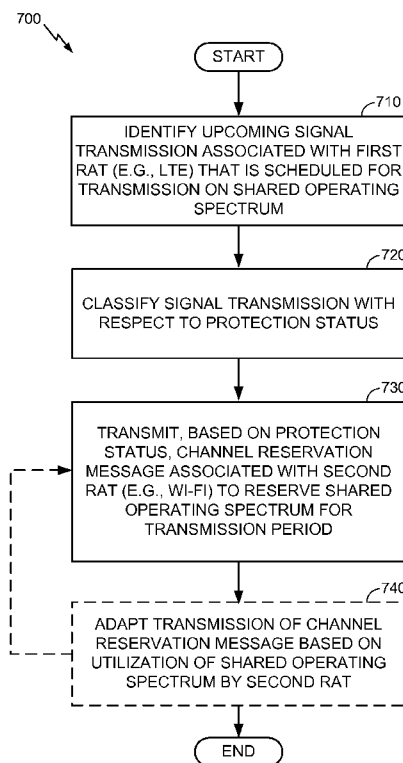 700
START
710
IDENTIFY UPCOMING SIGNAL
TRANSMISSION ASSOCIATED WITH FIRST
RAT (E.G., LTE) THAT IS SCHEDULED FOR
TRANSMISSION ON SHARED OPERATING
SPECTRUM
720
CLASSIFY SIGNAL TRANSMISSION WITH
RESPECT TO PROTECTION STATUS
730
TRANSMIT, BASED ON PROTECTION
STATUS, CHANNEL RESERVATION
MESSAGE ASSOCIATED WITH SECOND
RAT (E.G., WI-FI) TO RESERVE SHARED
OPERATING SPECTRUM FOR
TRANSMISSION PERIOD
740
ADAPT TRANSMISSION OF CHANNEL
RESERVATION MESSAGE BASED ON
UTILIZATION OF SHARED OPERATING
SPECTRUM BY SECOND RAT
END